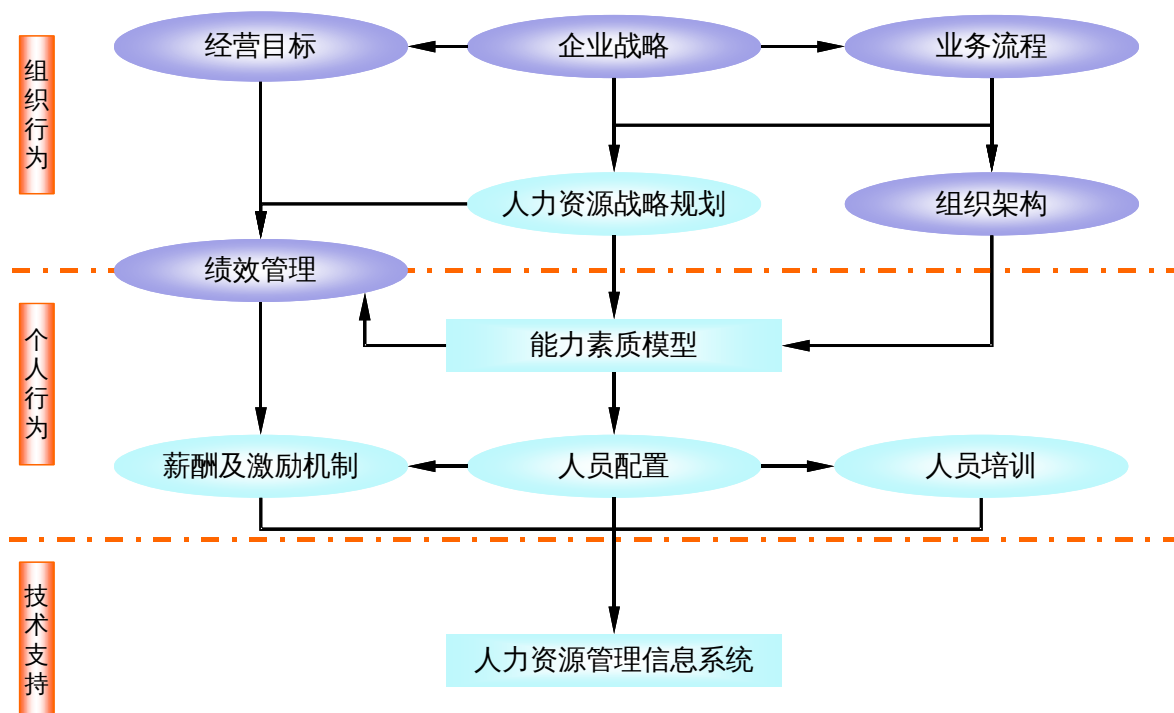 组织行为
经营目标
企业战略
业务流程
人力资源战略规划
组织架构
绩效管理
个人行为
能力素质模型
薪酬及激励机制
人员配置
人员培训
技术支持
人力资源管理信息系统